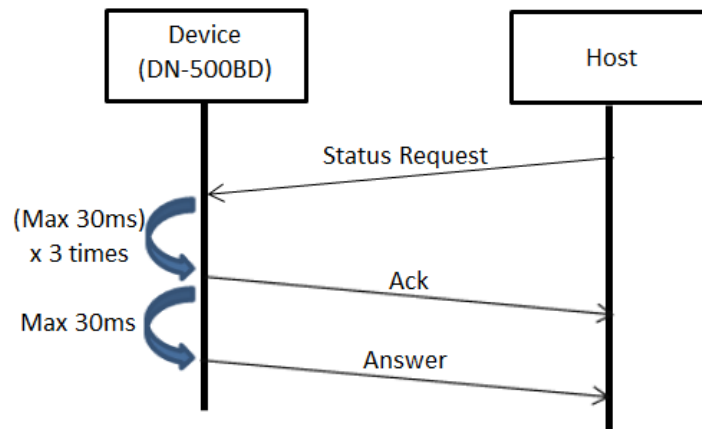 Device
(DN-500BD)
Host
Status Request
(Max 30ms)
x 3 times
Ack
Max 30ms
Answer